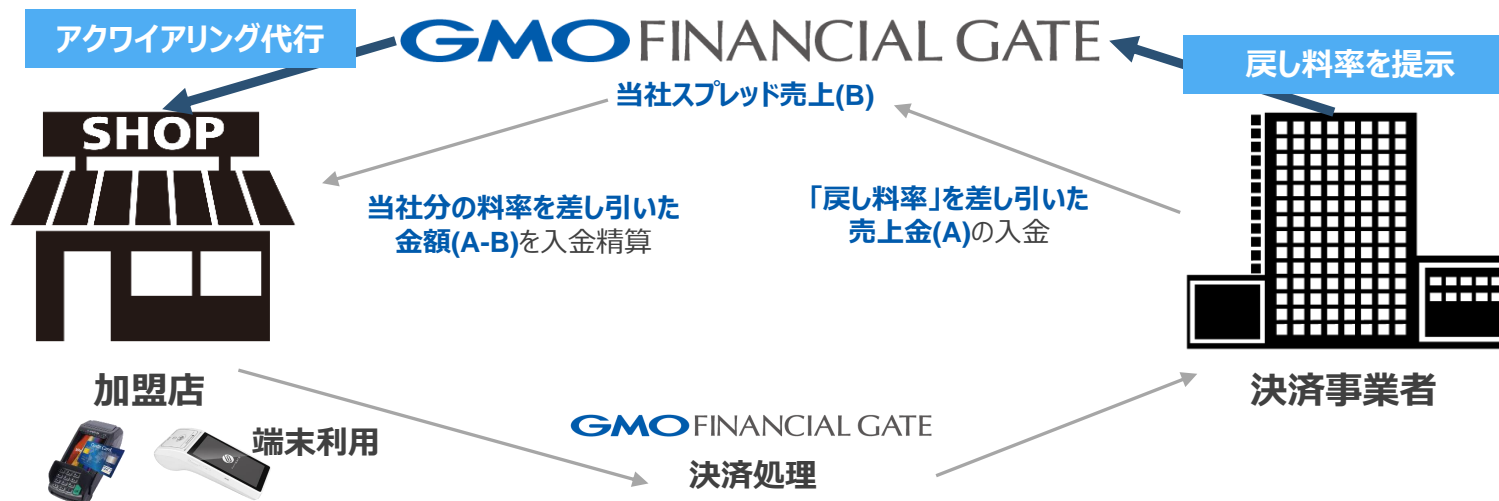 アクワイアリング代行
GMO FINANCIAL GATE
戻し料率を提示
当社スプレッド売上(B)
SHOP
当社分の料率を差し引いた
金額(A-B)を入金精算
「戻し料率」を差し引いた
売上金(A)の入金
加盟店
決済事業者
端末利用
GMO FINANCIAL GATE
決済処理